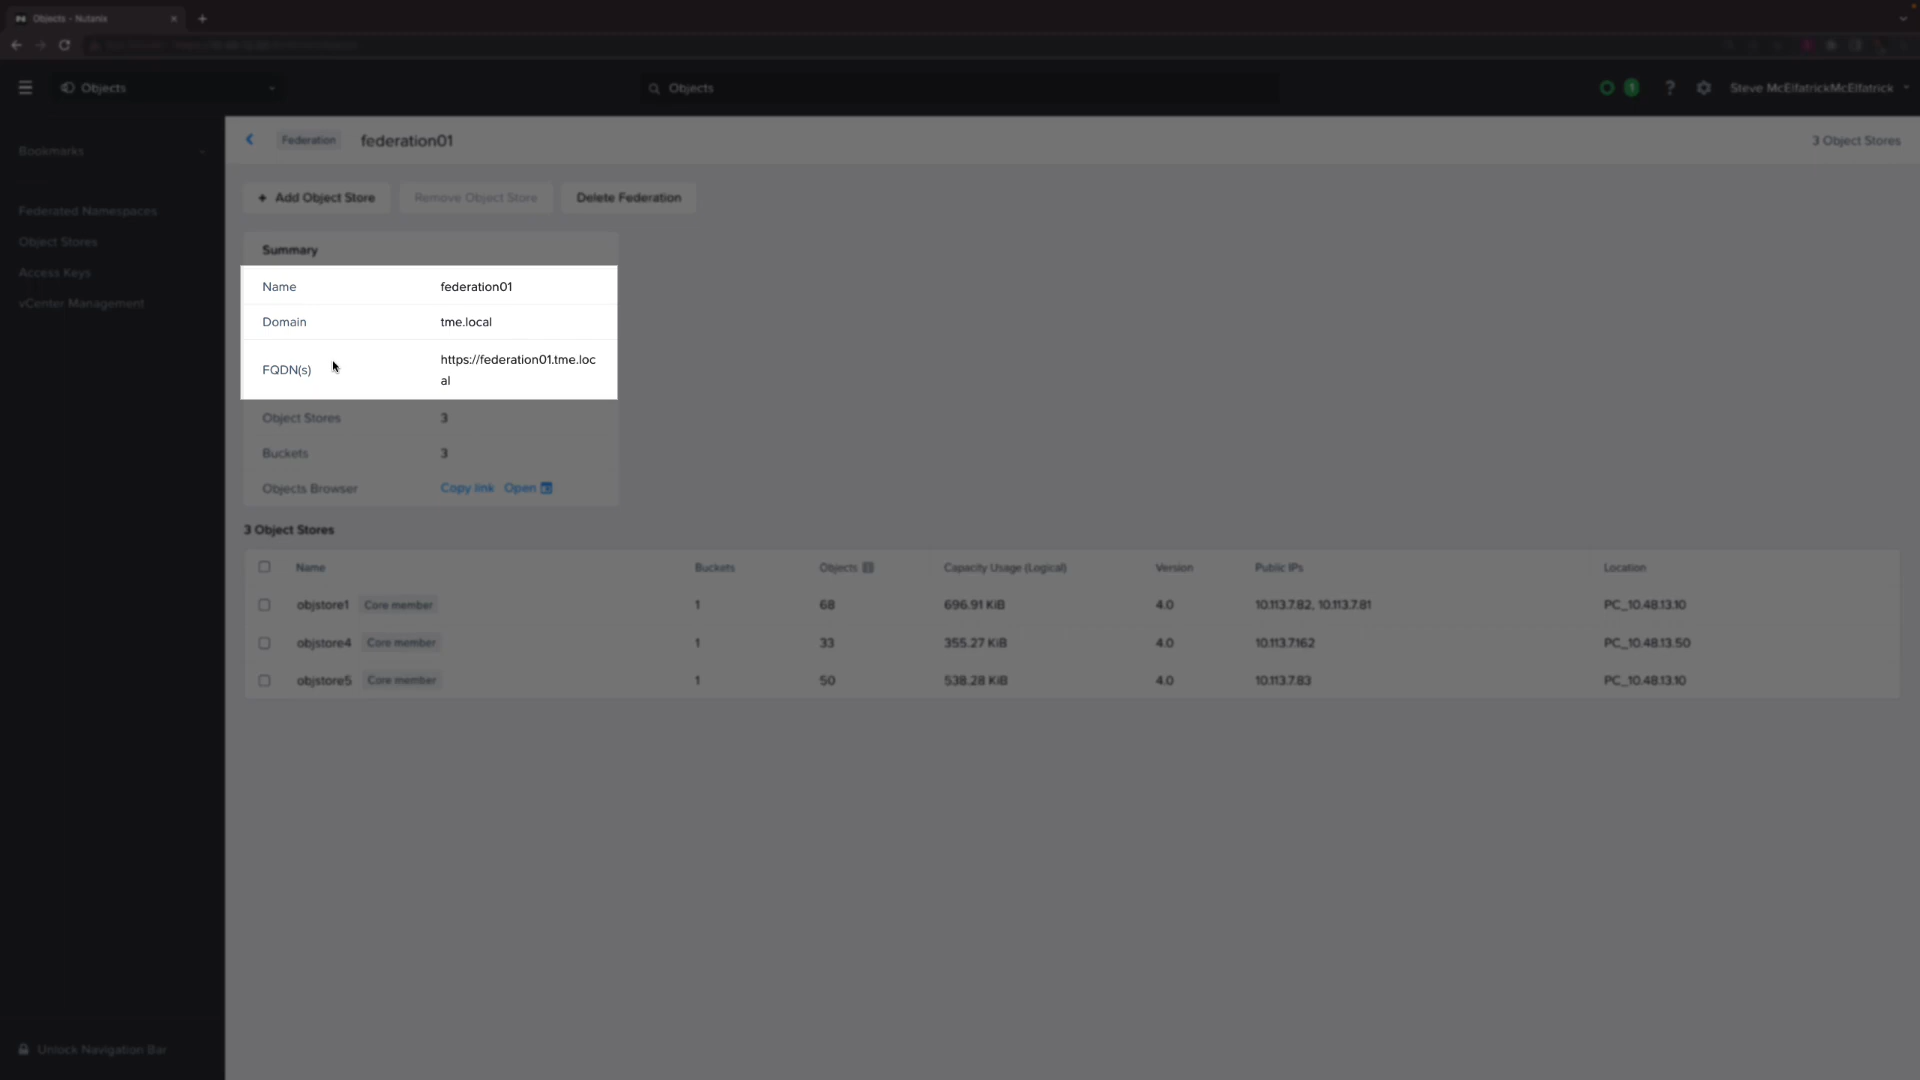 Objects - Nutanix
Objects
Objects
? Steve McElfatrickMcElfatrick
Bookmarks
Federated Namespaces
Object Stores
Access Keys
vCenter Management
Unlock Navigation Bar
Federation federation01
3 Object Stores
+ Add Object Store Remove Object Store Delete Federation
Summary
Name federation01
Domain tme.local
FQDN(s) https://federation01.tme.loc
al
Object Stores 3
Buckets 3
Objects Browser Copy link Open
3 Object Stores
Name Buckets Objects Capacity Usage (Logical) Version Public IPs Location
objstore1 Core member 1 68 696.91 KiB 4.0 10.113.7.82, 10.113.7.81 PC_10.48.13.10
objstore4 Core member 1 33 355.27 KiB 4.0 10.113.7.162 PC_10.48.13.50
objstore5 Core member 1 50 538.28 KiB 4.0 10.113.7.83 PC_10.48.13.10